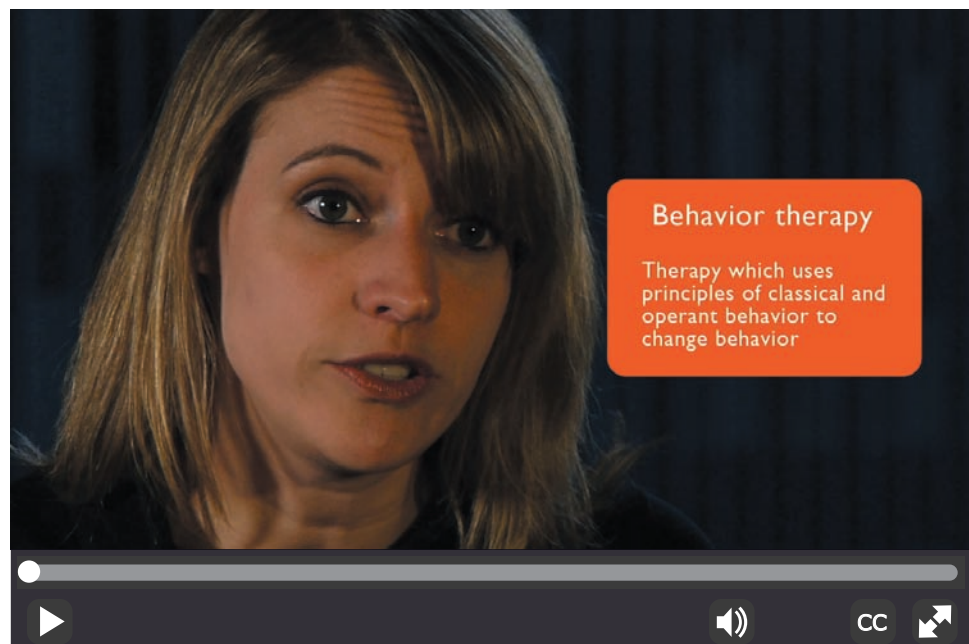 Behavior therapy
Therapy which uses
principles of classical and
operant behavior to
change behavior
CC